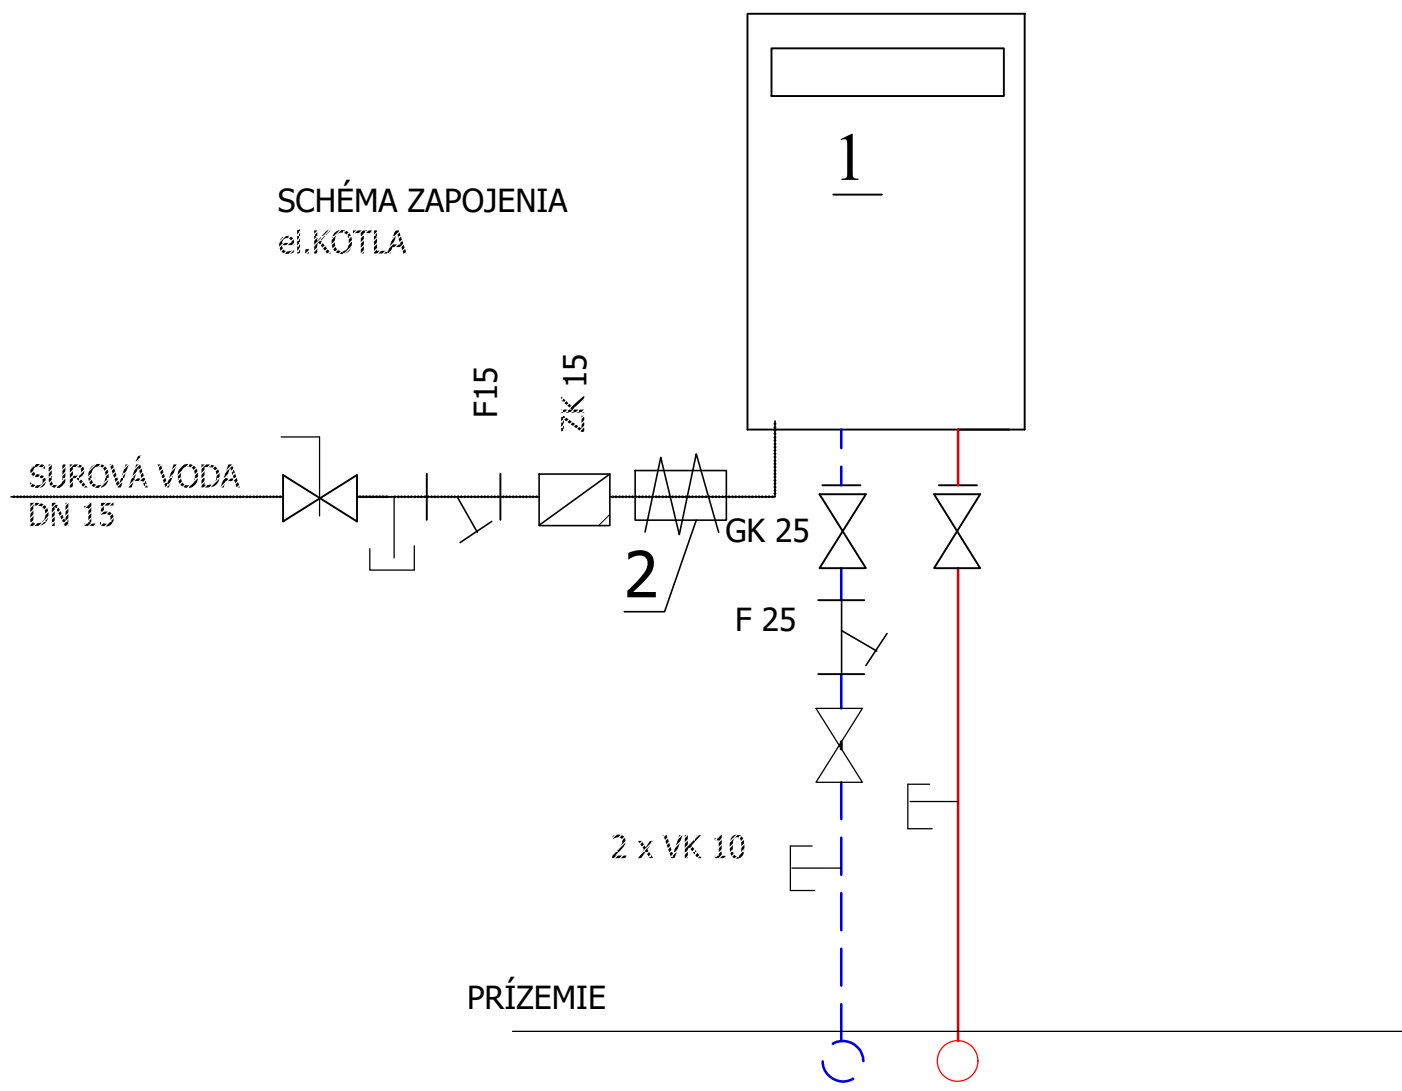 1
SCHÉMA ZAPOJENIA
el.KOTLA
F15
ZK 15
SUROVÁ VODA
DN 15
GK 25
2
F 25
2 x VK 10
PRÍZEMIE